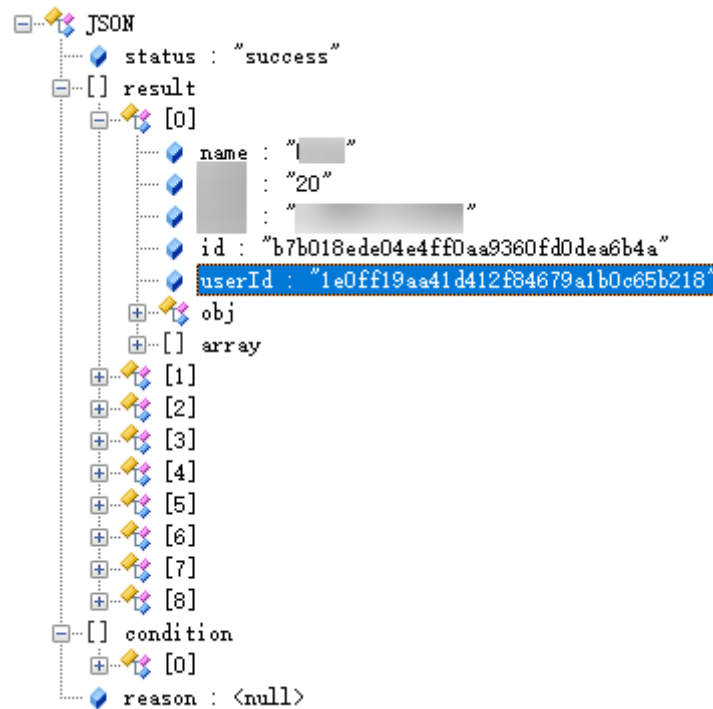 JSON
status : "success"
[] result
[0]
name : " "
: "20"
: " "
id : "b7b018ede04e4ff0aa9360fd0dea6b4a"
userId : "1e0ff19aa41d412f84679a1b0c65b218"
obj
[] array
[1]
[2]
[3]
[4]
[5]
[6]
[7]
[8]
[] condition
[0]
reason : <null>